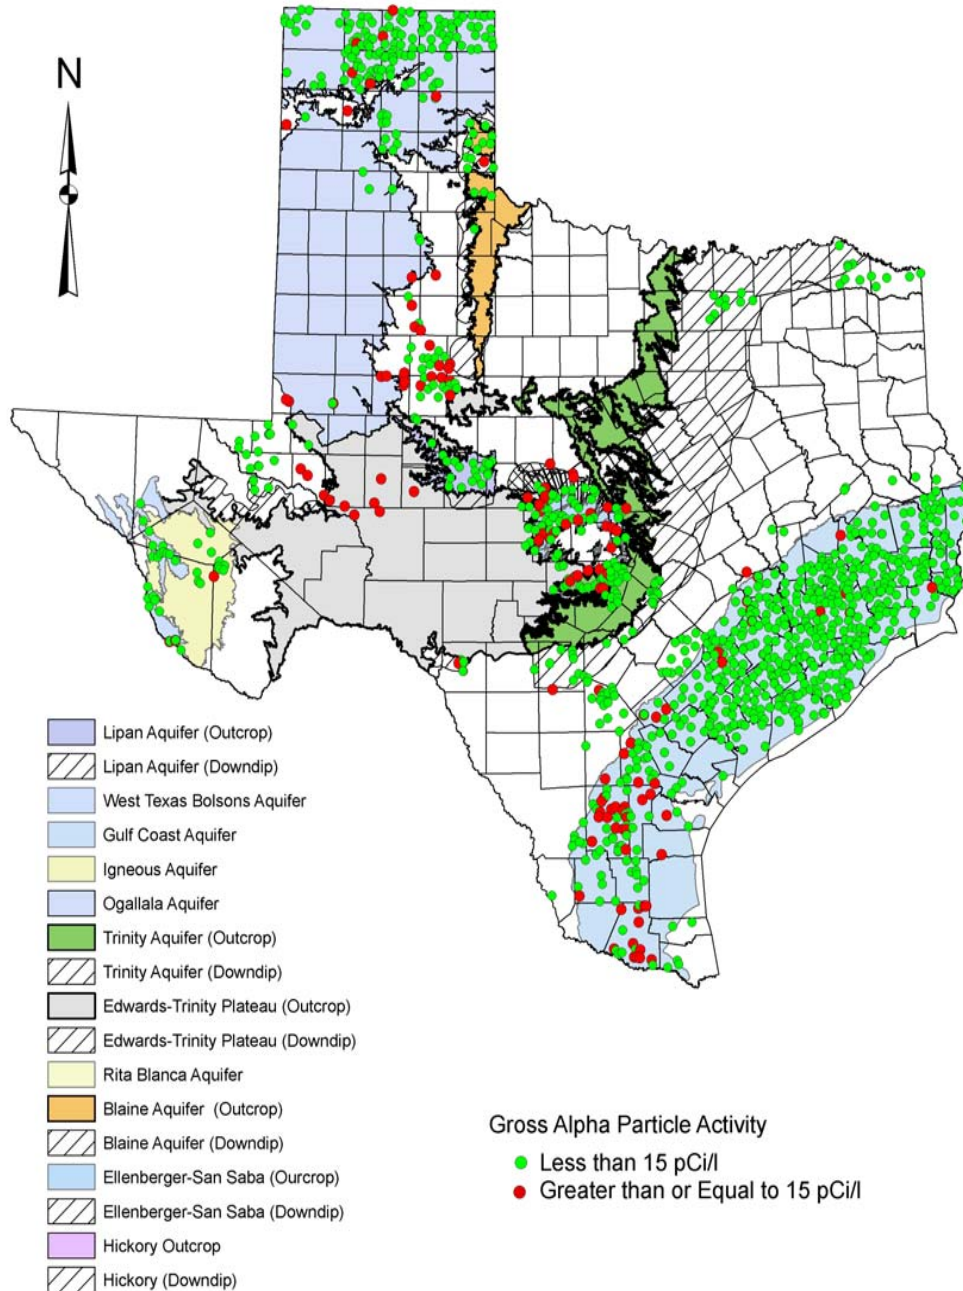 N
Lipan Aquifer (Outcrop)
Lipan Aquifer (Downdip)
West Texas Bolsons Aquifer
Gulf Coast Aquifer
Igneous Aquifer
Ogallala Aquifer
Trinity Aquifer (Outcrop)
Trinity Aquifer (Downdip)
Edwards-Trinity Plateau (Outcrop)
Edwards-Trinity Plateau (Downdip)
Rita Blanca Aquifer
Blaine Aquifer (Outcrop)
Blaine Aquifer (Downdip)
Ellenberger-San Saba (Ourcrop)
Ellenberger-San Saba (Downdip)
Hickory Outcrop
Hickory (Downdip)
Gross Alpha Particle Activity
Less than 15 pCi/l
Greater than or Equal to 15 pCi/l